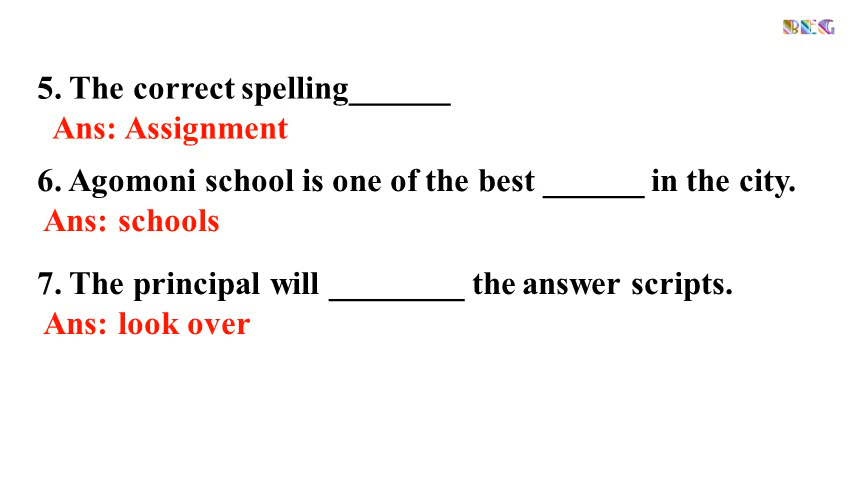 BEG
5. The correct spelling______
Ans: Assignment
6. Agomoni school is one of the best ______ in the city.
Ans: schools
7. The principal will ________ the answer scripts.
Ans: look over